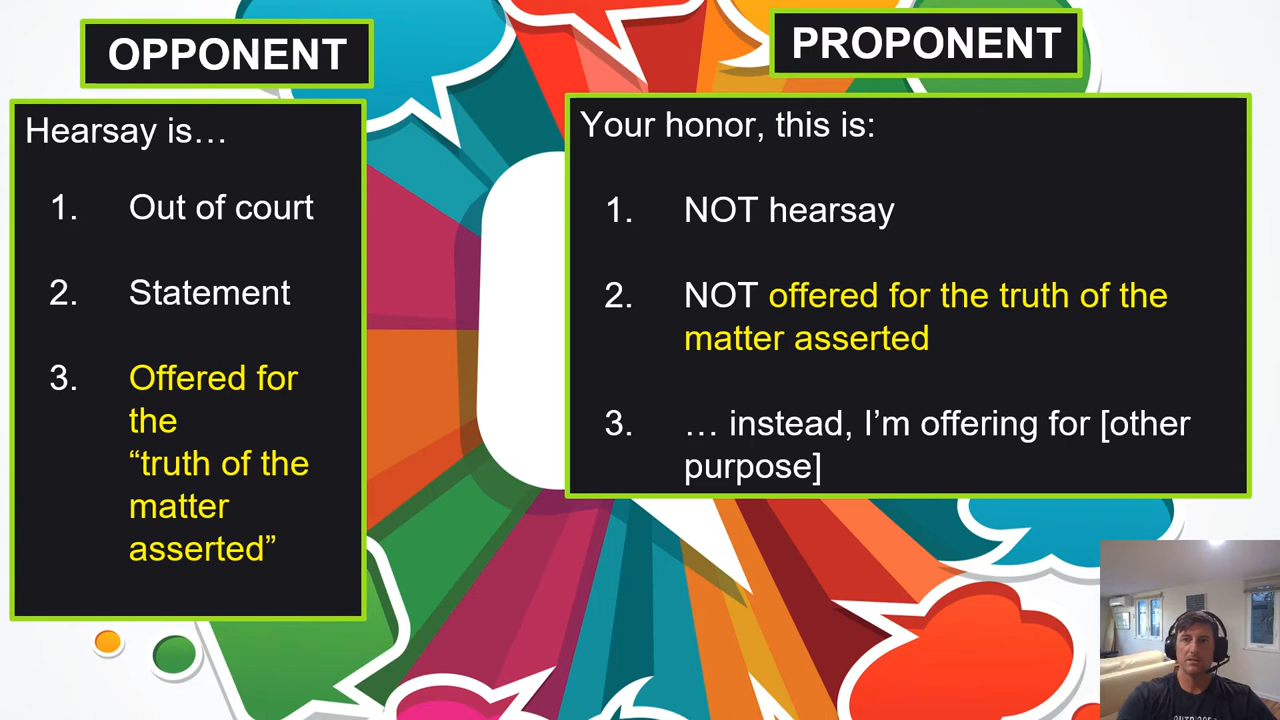 OPPONENT
Hearsay is…
1. Out of court
2. Statement
3. Offered for
the
“truth of the
matter
asserted”
PROPONENT
Your honor, this is:
1. NOT hearsay
2. NOT offered for the truth of the
matter asserted
3. … instead, I’m offering for [other
purpose]